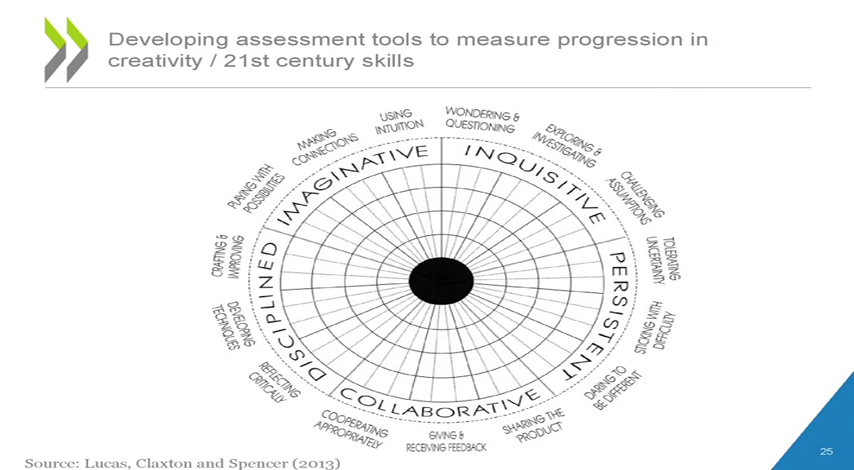 Developing assessment tools to measure progression in
creativity / 21st century skills
WONDERING &
QUESTIONING
EXPLORING &
INVESTIGATING
CHALLENGING
ASSUMPTIONS
TOLERATING
UNCERTAINTY
STICKING WITH
DIFFICULTY
DARING TO
BE DIFFERENT
SHARING THE
PRODUCT
GIVING &
RECEIVING FEEDBACK
COOPERATING
APPROPRIATELY
REFLECTING
CRITICALLY
DEVELOPING
TECHNIQUES
CRAFTING &
IMPROVING
PLAYING WITH
POSSIBILITIES
MAKING
CONNECTIONS
USING
INTUITION
INQUISITIVE
PERSISTENT
COLLABORATIVE
DISCIPLINED
IMAGINATIVE
25
Source: Lucas, Claxton and Spencer (2013)